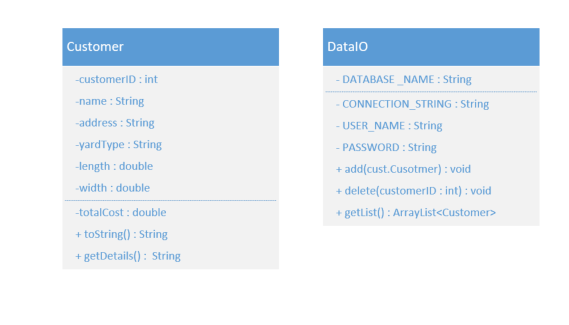 Customer
-customerID : int
-name : String
-address : String
-yardType : String
-length : double
-width : double
-totalCost : double
+ toString() : String
+ getDetails() : String
DataIO
- DATABASE _NAME : String
- CONNECTION_STRING : String
- USER_NAME : String
- PASSWORD : String
+ add(cust.Cusotmer) : void
+ delete(customerID : int) : void
+ getList() : ArrayList<Customer>